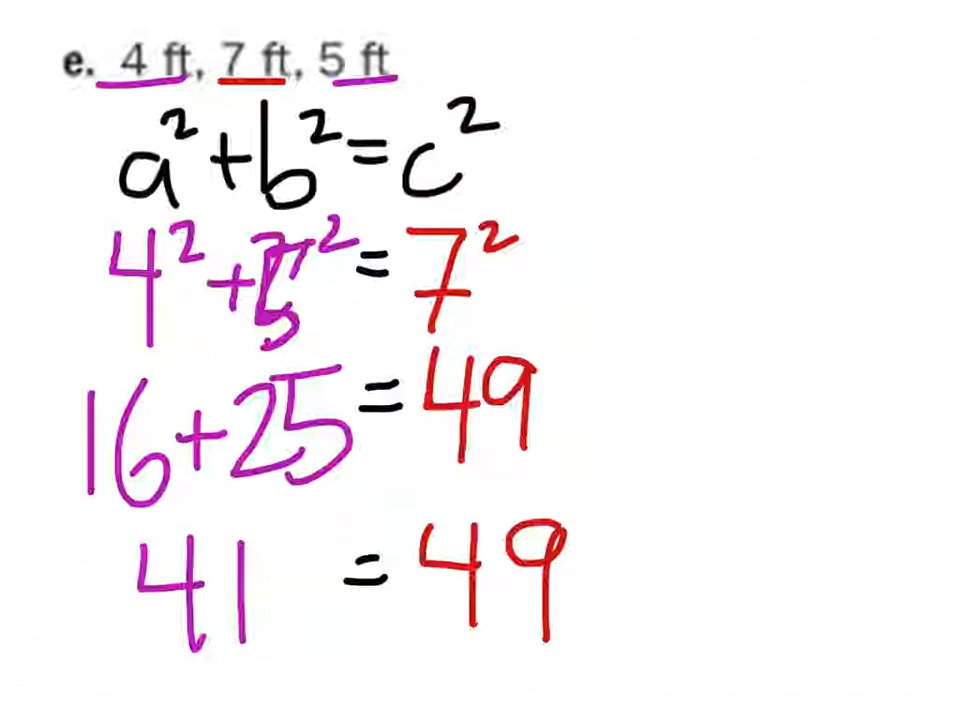 e. 4 ft, 7 ft, 5 ft
a² + b² = c²
4² + 5² = 7²
16 + 25 = 49
41 = 49